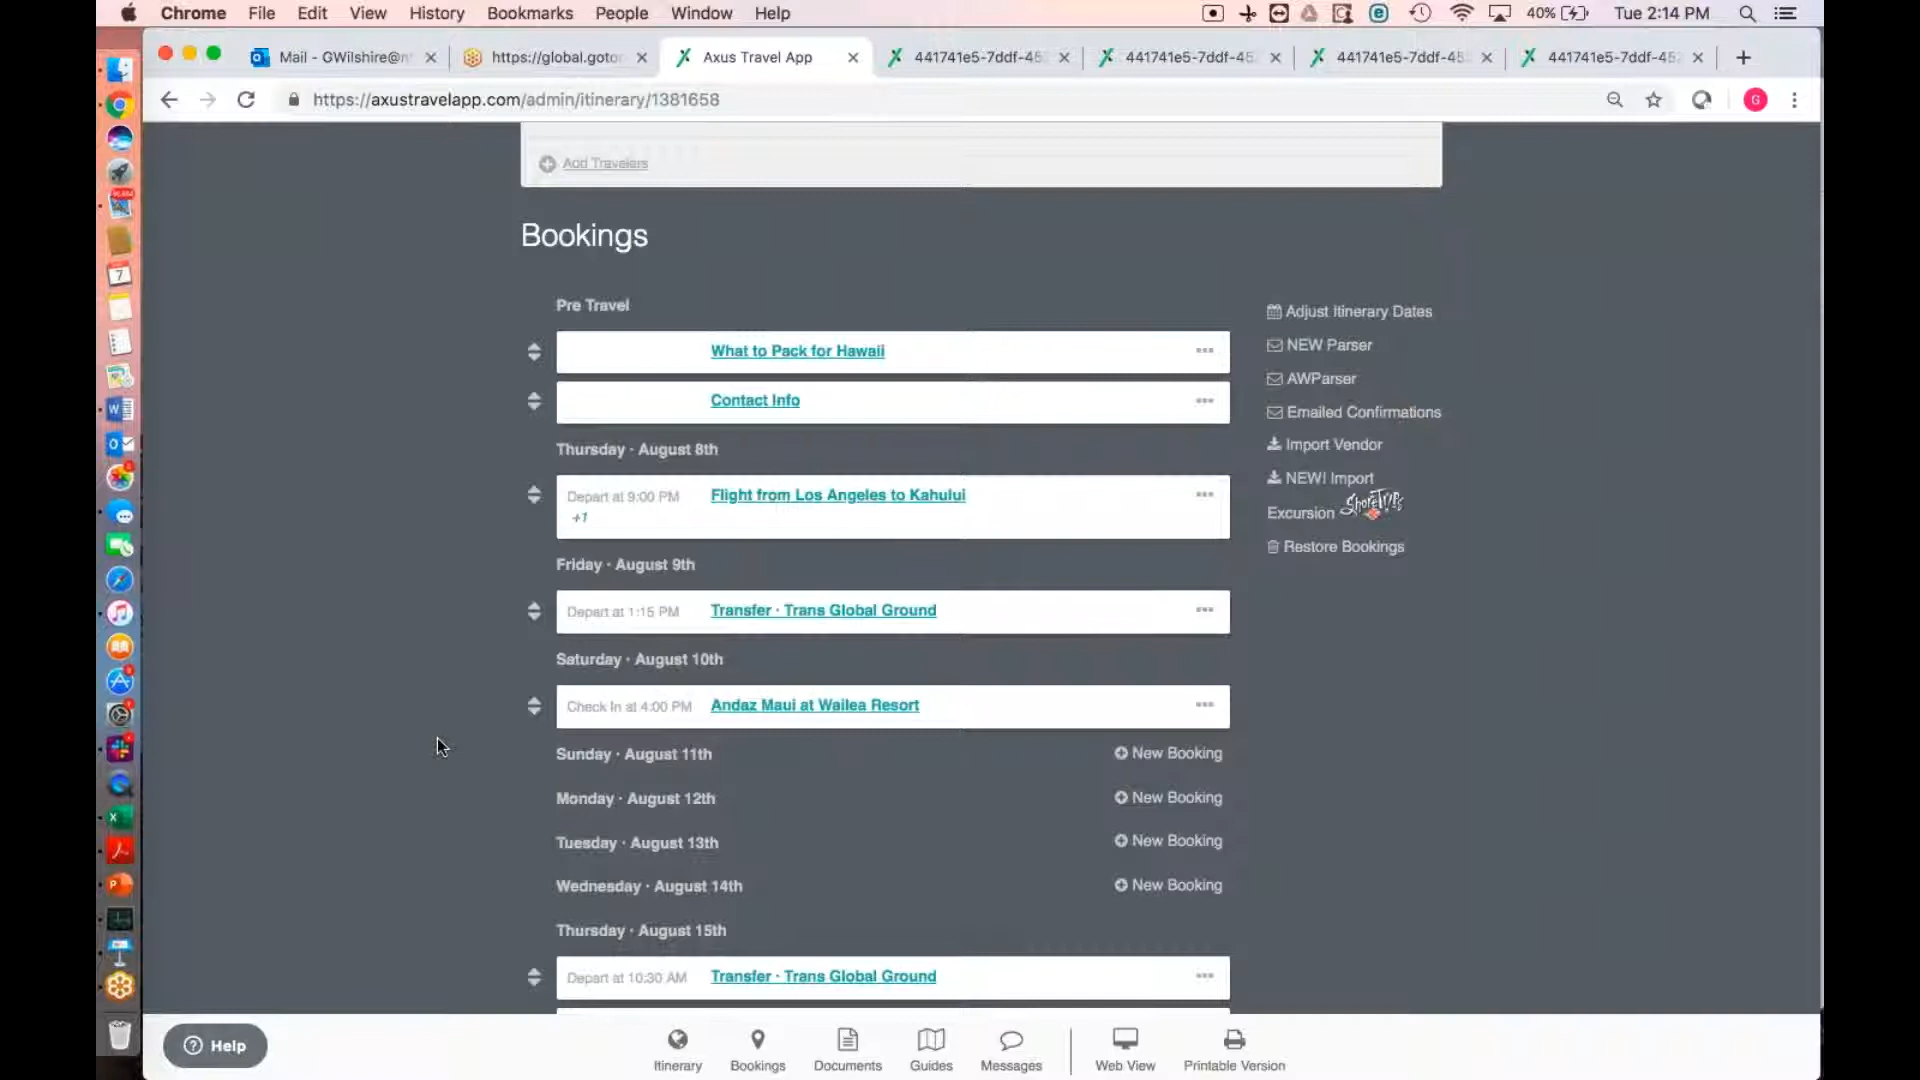 Chrome File Edit View History Bookmarks People Window Help 40% Tue 2:14 PM
Mail - GWilshire@n https://global.goto Axus Travel App 441741e5-7ddf-45 441741e5-7ddf-45 441741e5-7ddf-45 441741e5-7ddf-45
https://axustravelapp.com/admin/itinerary/1381658 G
Add Travelers
Bookings
Pre Travel
Adjust Itinerary Dates
What to Pack for Hawaii
NEW Parser
AWParser
Contact Info
Emailed Confirmations
Thursday · August 8th
Import Vendor
Depart at 9:00 PM Flight from Los Angeles to Kahului
+1
NEW! Import
Excursion ShoreTrips
Restore Bookings
Friday · August 9th
Depart at 1:15 PM Transfer · Trans Global Ground
Saturday · August 10th
Check In at 4:00 PM Andaz Maui at Wailea Resort
Sunday · August 11th New Booking
Monday · August 12th New Booking
Tuesday · August 13th New Booking
Wednesday · August 14th New Booking
Thursday · August 15th
Depart at 10:30 AM Transfer · Trans Global Ground
Help
Itinerary Bookings Documents Guides Messages Web View Printable Version